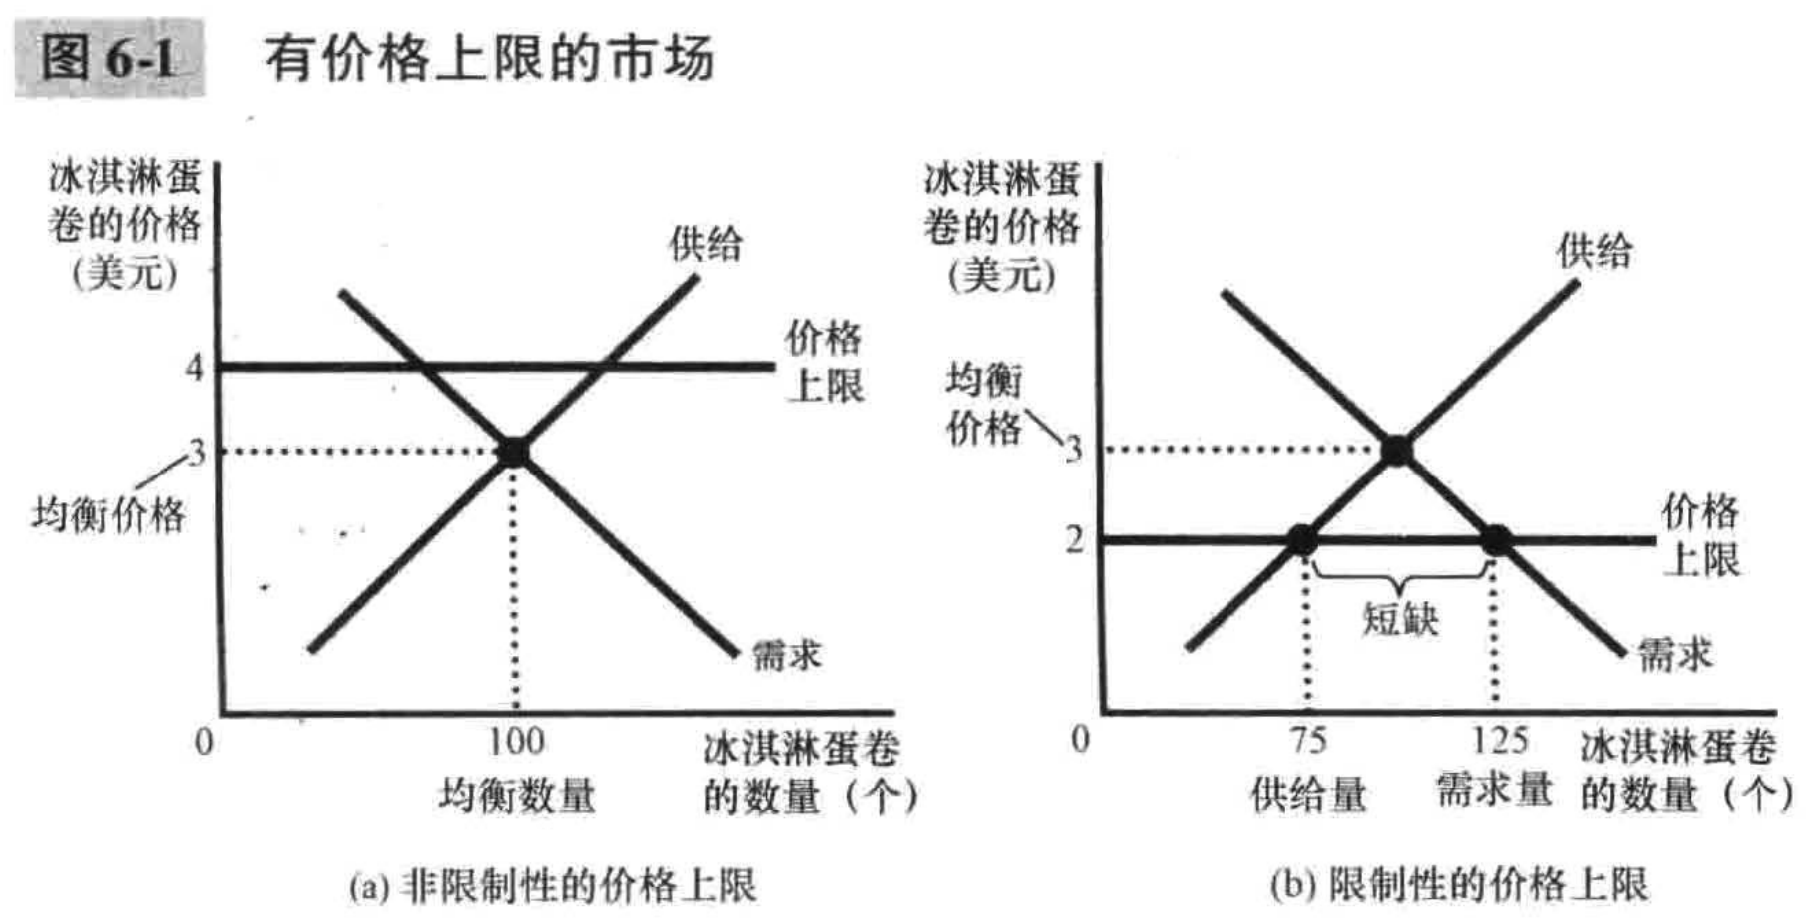 图 6-1 有价格上限的市场
冰淇淋蛋
卷的价格
(美元)
供给
价格
上限
4
3
均衡价格
需求
0
100
均衡数量
冰淇淋蛋卷
的数量（个）
(a) 非限制性的价格上限
冰淇淋蛋
卷的价格
(美元)
供给
均衡
价格
3
2
价格
上限
短缺
需求
0
75
供给量
125
需求量
冰淇淋蛋卷
的数量（个）
(b) 限制性的价格上限